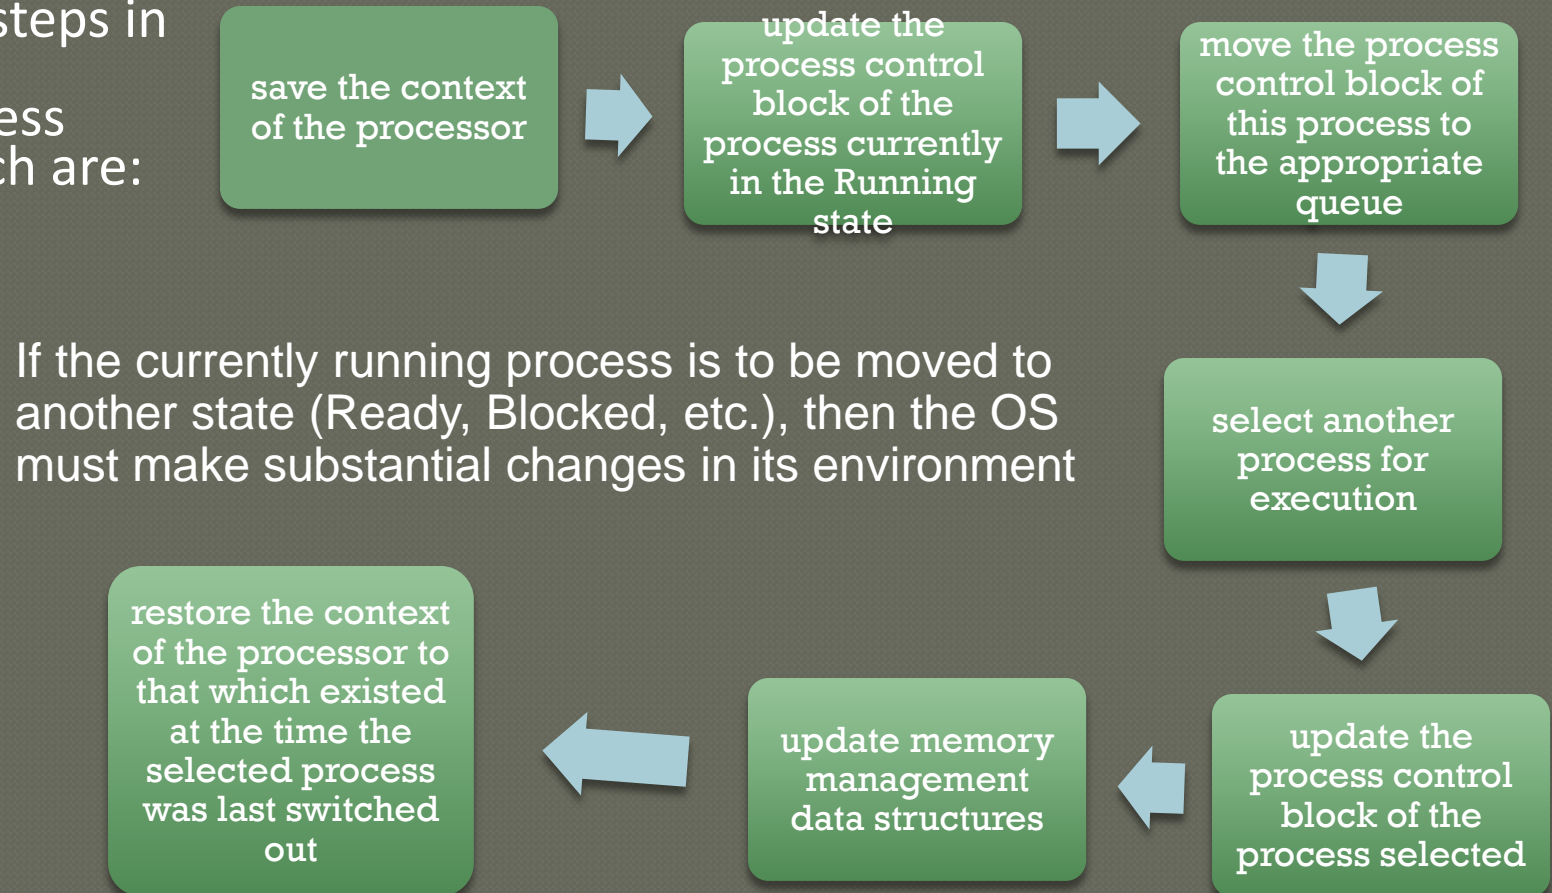 steps in
ch are:
save the context
of the processor
update the
process control
block of the
process currently
in the Running
state
move the process
control block of
this process to
the appropriate
queue
If the currently running process is to be moved to
another state (Ready, Blocked, etc.), then the OS
must make substantial changes in its environment
select another
process for
execution
update the
process control
block of the
process selected
update memory
management
data structures
restore the context
of the processor to
that which existed
at the time the
selected process
was last switched
out